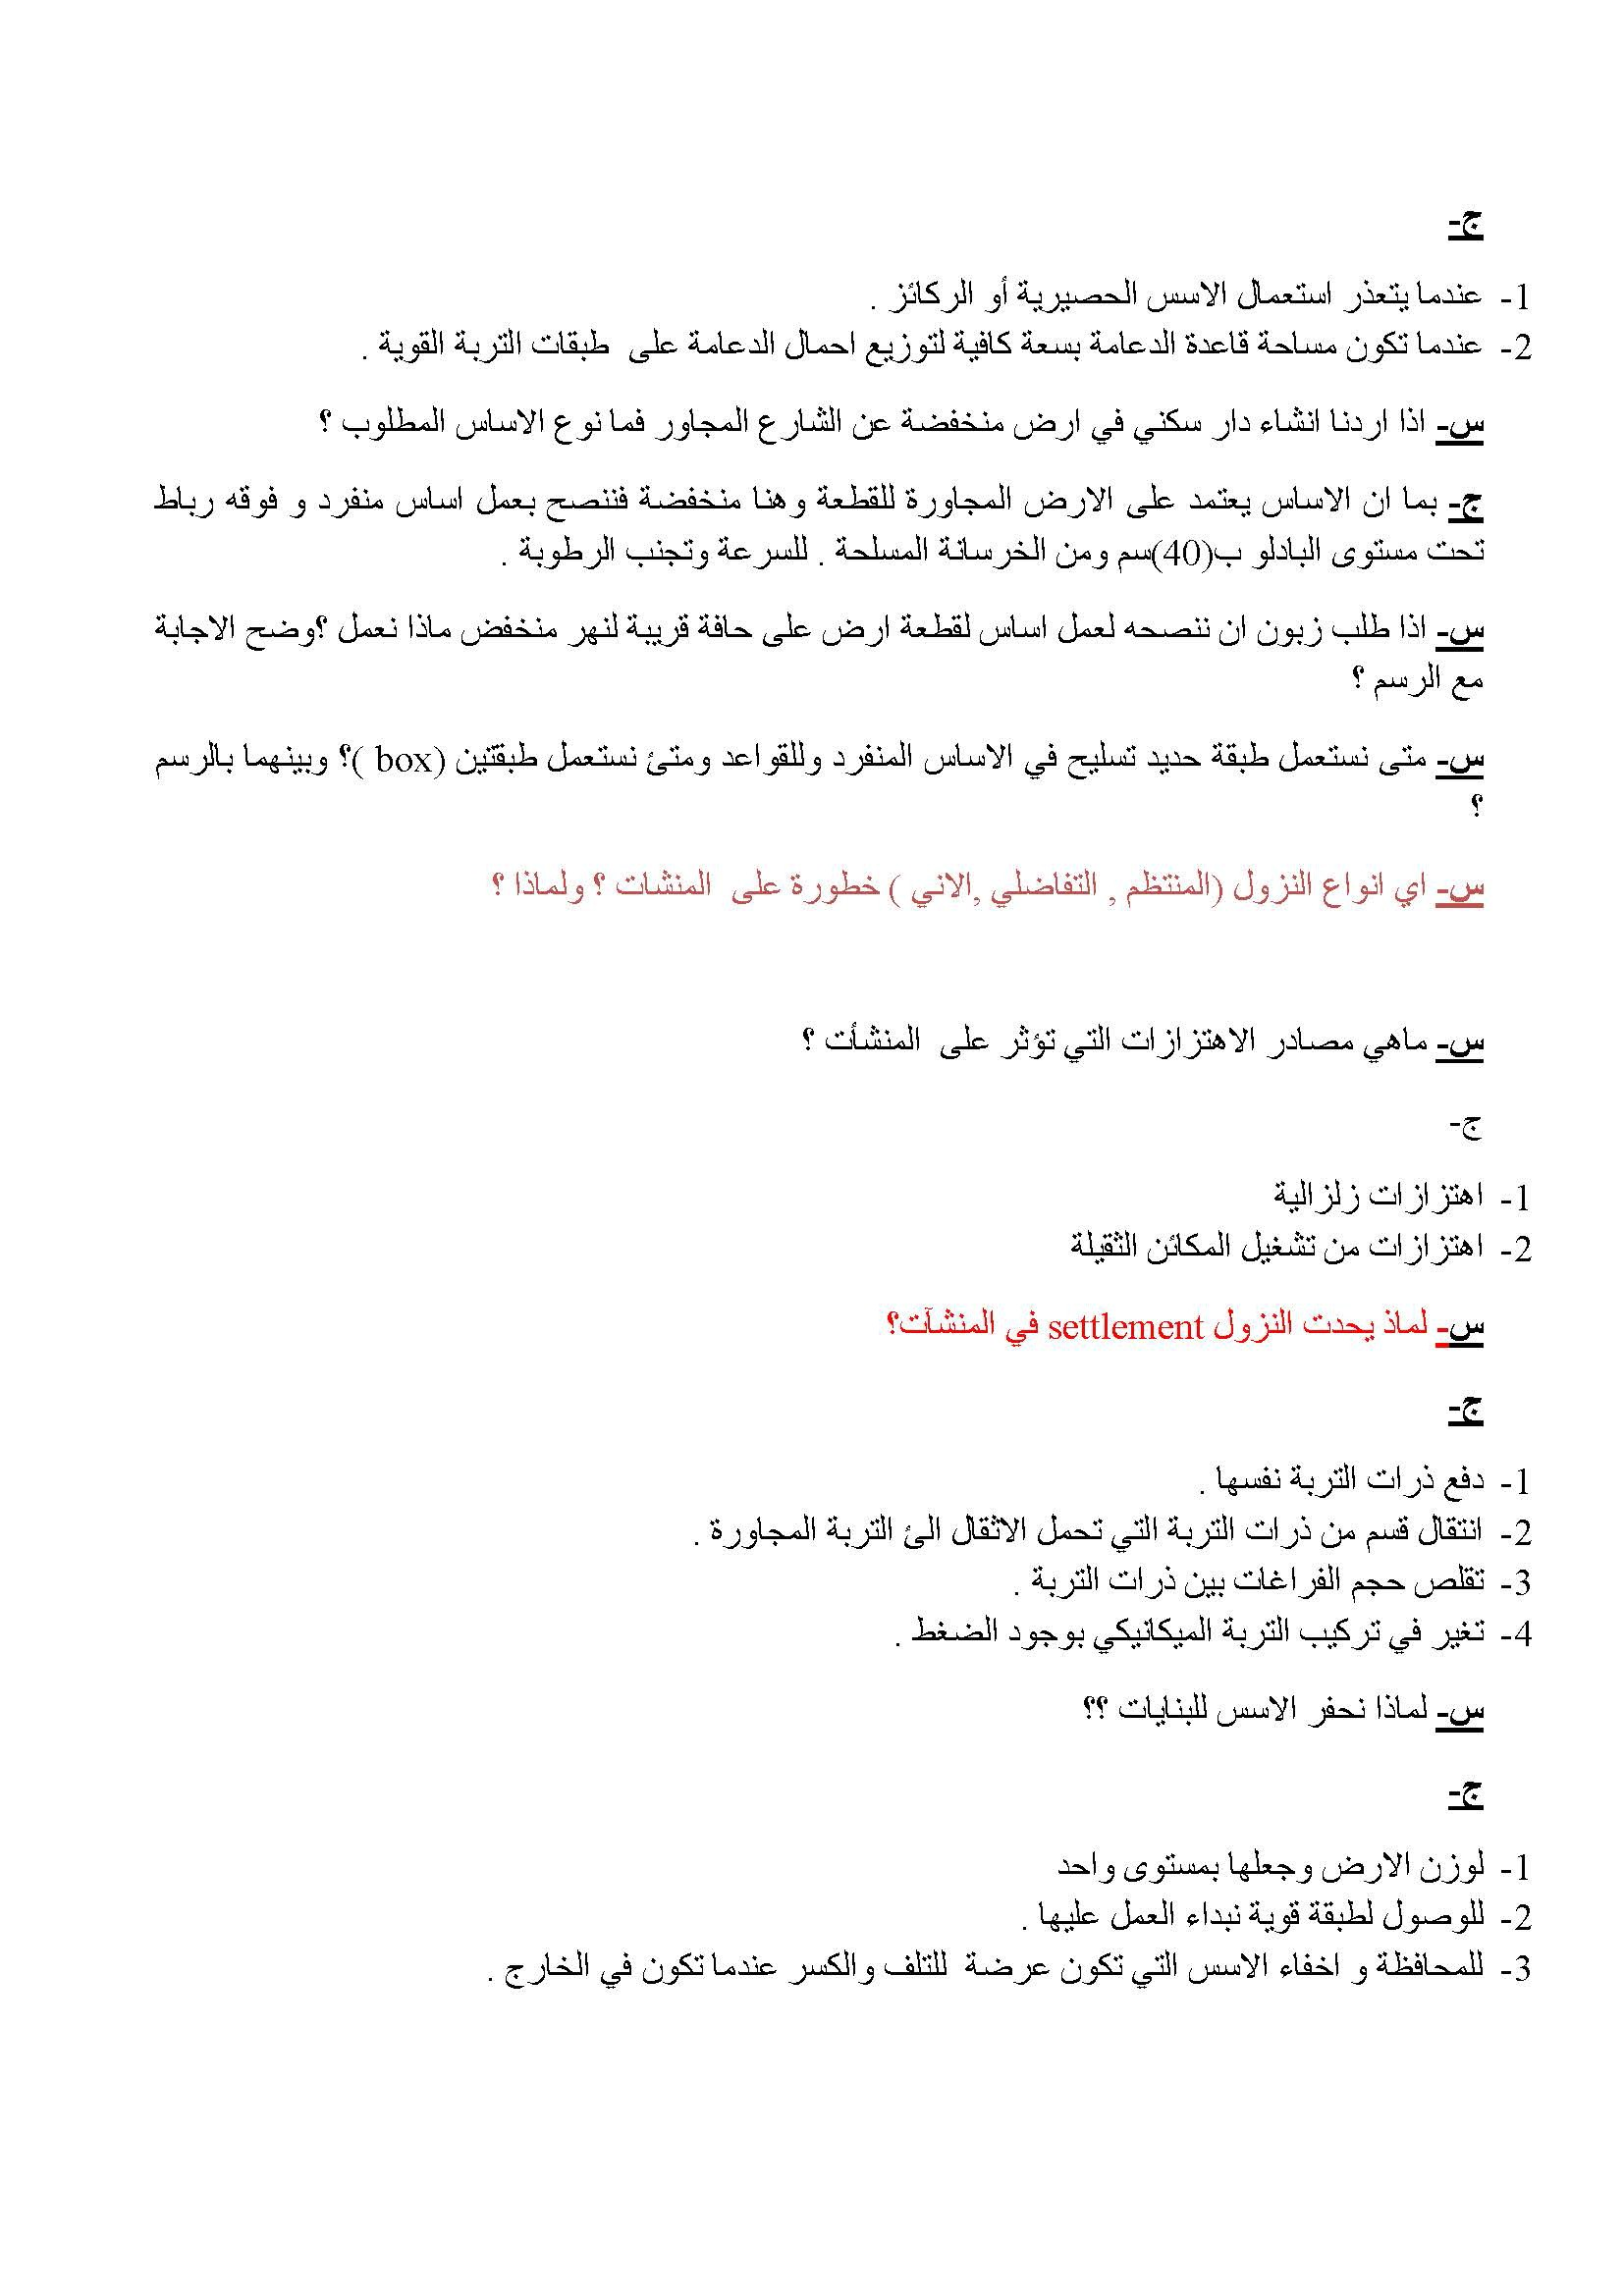 ج-
1- عندما يتعذر استعمال الاسس الحصيرية أو الركائز .
2- عندما تكون مساحة قاعدة الدعامة بسعة كافية لتوزيع احمال الدعامة على طبقات التربة القوية .
س- اذا اردنا انشاء دار سكني في ارض منخفضة عن الشارع المجاور فما نوع الاساس المطلوب ؟
ج- بما ان الاساس يعتمد على الارض المجاورة للقطعة وهنا منخفضة فننصح بعمل اساس منفرد و فوقه رباط
تحت مستوى البادلو ب(40)سم ومن الخرسانة المسلحة . للسرعة وتجنب الرطوبة .
س- اذا طلب زبون ان ننصحه لعمل اساس لقطعة ارض على حافة قريبة لنهر منخفض ماذا نعمل ؟وضح الاجابة
مع الرسم ؟
س- متى نستعمل طبقة حديد تسليح في الاساس المنفرد وللقواعد ومتئ نستعمل طبقتين (box )؟ وبينهما بالرسم
؟
س- اي انواع النزول (المنتظم , التفاضلي ,الاني ) خطورة على المنشات ؟ ولماذا ؟
س- ماهي مصادر الاهتزازات التي تؤثر على المنشأت ؟
ج-
1- اهتزازات زلزالية
2- اهتزازات من تشغيل المكائن الثقيلة
س- لماذ يحدت النزول settlement في المنشآت؟
ج-
1- دفع ذرات التربة نفسها .
2- انتقال قسم من ذرات التربة التي تحمل الاثقال الئ التربة المجاورة .
3- تقلص حجم الفراغات بين ذرات التربة .
4- تغير في تركيب التربة الميكانيكي بوجود الضغط .
س- لماذا نحفر الاسس للبنايات ؟؟
ج-
1- لوزن الارض وجعلها بمستوى واحد
2- للوصول لطبقة قوية نبداء العمل عليها .
3- للمحافظة و اخفاء الاسس التي تكون عرضة للتلف والكسر عندما تكون في الخارج .